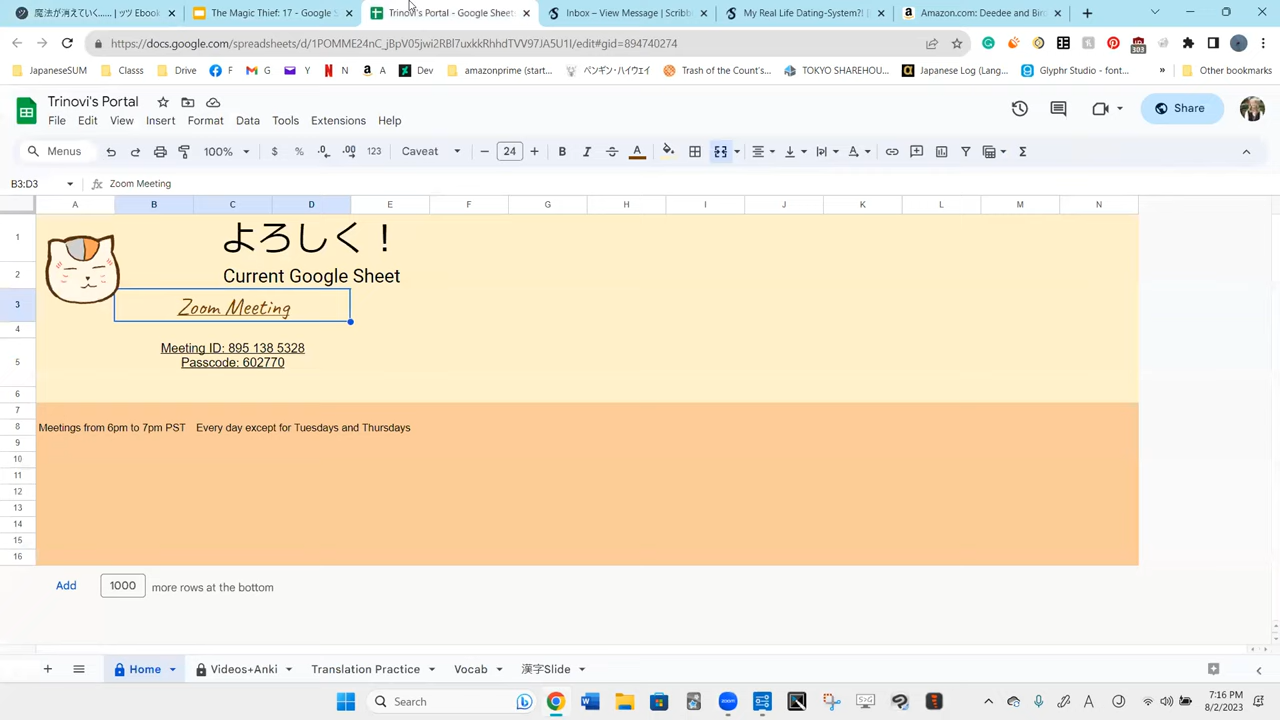 魔法が消えていく…… | ツッ Ebook
The Magic Thief: 17 - Google S
Trinovi's Portal - Google Sheets
Inbox – View Message | Scribbl
My Real Life Dating-System?! |
Amazon.com: Deedee and Bir
docs.google.com/spreadsheets/d/
JapaneseSUM
Classs
Drive
F
M G
Y
N
A
Dev
amazonprime (start...
ペンギン・ハイウェイ
Trash of the Count's...
TOKYO SHAREHOU...
Japanese Log (Lang...
Glyphr Studio - font...
Other bookmarks
Trinovi's Portal
File Edit View Insert Format Data Tools Extensions Help
Share
Menus
100%
$ % .0 .00 123
Caveat
24
B3:D3
fx Zoom Meeting
A B C D E F G H I J K L M N
1
よろしく！
2
Current Google Sheet
3
Zoom Meeting
4
5
Meeting ID: 895 138 5328
Passcode: 602770
6
7
8
Meetings from 6pm to 7pm PST Every day except for Tuesdays and Thursdays
9
10
11
12
13
14
15
16
Add 1000 more rows at the bottom
Home Videos+Anki Translation Practice Vocab 漢字Slide
Search
7:16 PM
8/2/2023